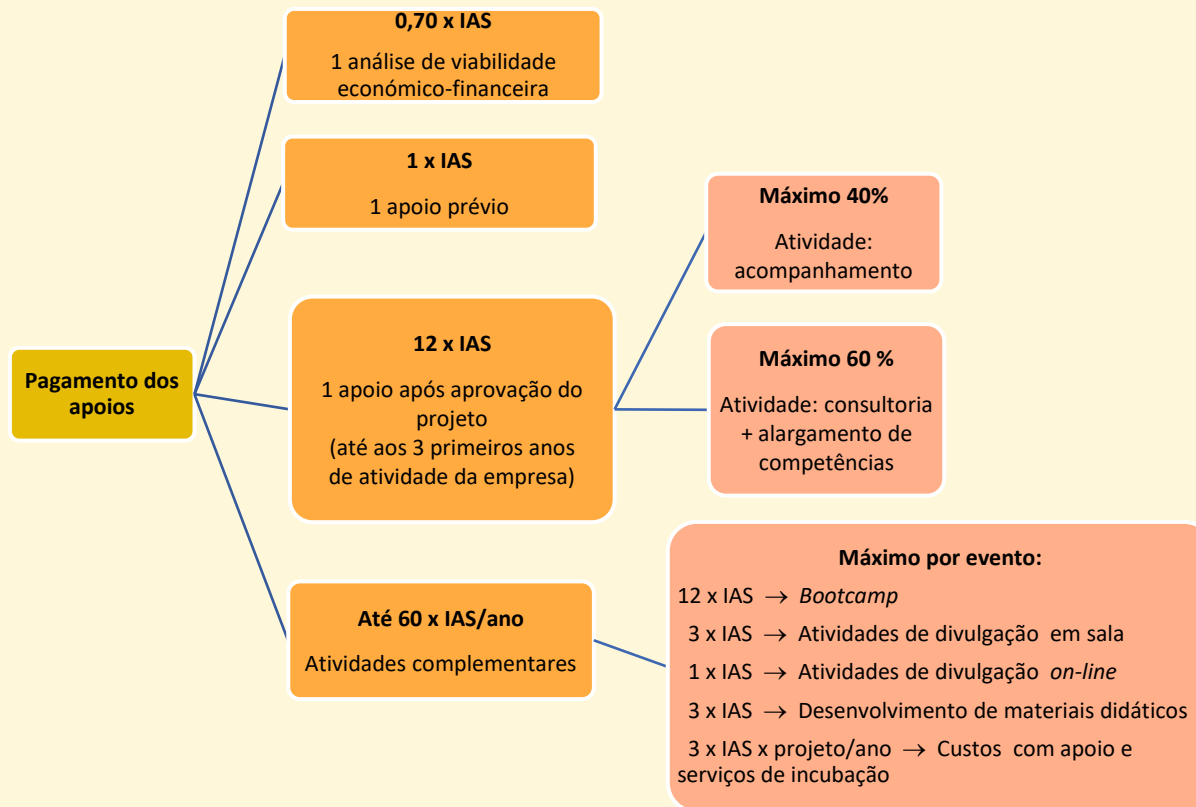 0,70 x IAS
1 análise de viabilidade
económico-financeira
1 x IAS
1 apoio prévio
Máximo 40%
Atividade:
acompanhamento
Pagamento dos
apoios
12 x IAS
1 apoio após aprovação do
projeto
(até aos 3 primeiros anos
de atividade da empresa)
Máximo 60 %
Atividade: consultoria
+ alargamento de
competências
Até 60 x IAS/ano
Atividades complementares
Máximo por evento:
12 x IAS → Bootcamp
3 x IAS → Atividades de divulgação em sala
1 x IAS → Atividades de divulgação on-line
3 x IAS → Desenvolvimento de materiais didáticos
3 x IAS x projeto/ano → Custos com apoio e
serviços de incubação